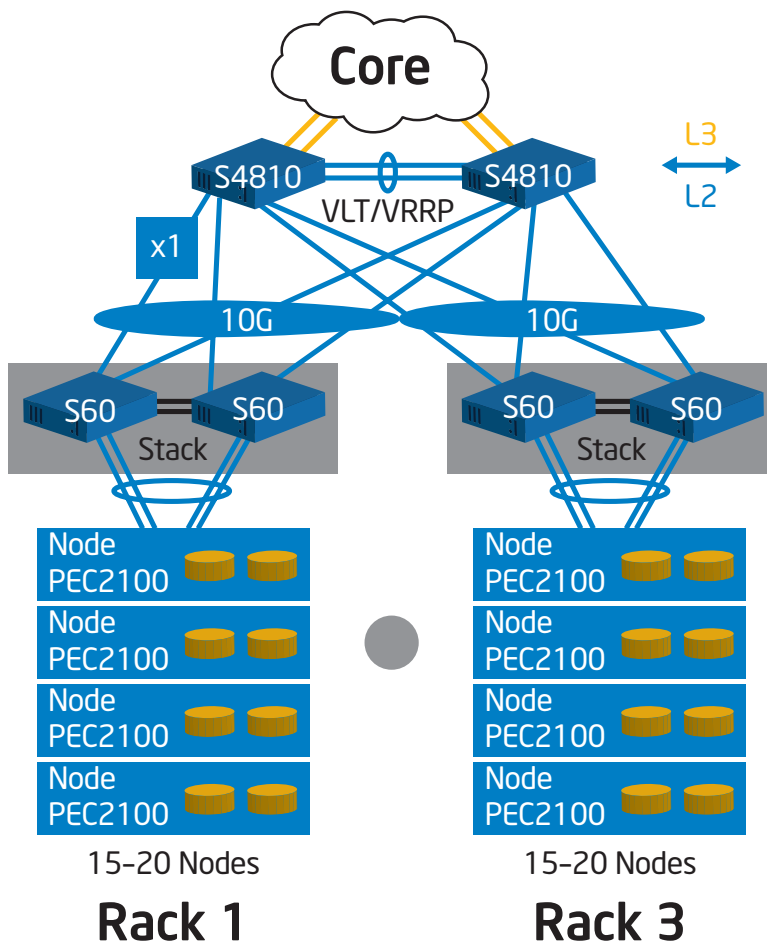 Core
L3
S4810
S4810
L2
VLT/VRRP
x1
10G
10G
S60
S60
S60
S60
Stack
Stack
Node
PEC2100
Node
PEC2100
Node
PEC2100
Node
PEC2100
Node
PEC2100
Node
PEC2100
Node
PEC2100
Node
PEC2100
15–20 Nodes
15–20 Nodes
Rack 1
Rack 3